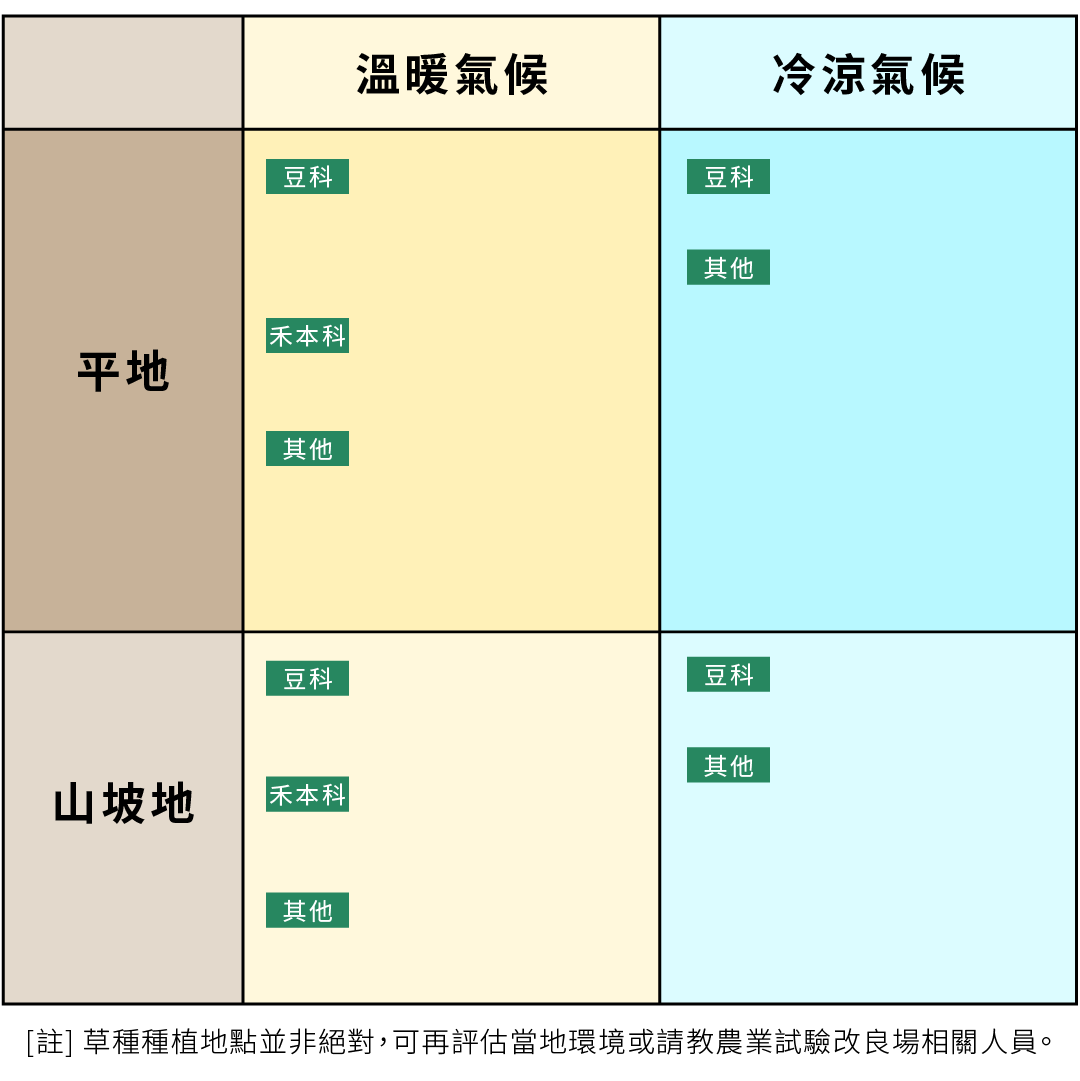 溫暖氣候
冷涼氣候
平地
豆科
禾本科
其他
豆科
其他
山坡地
豆科
禾本科
其他
豆科
其他
[註] 草種種植地點並非絕對，可再評估當地環境或請教農業試驗改良場相關人員。